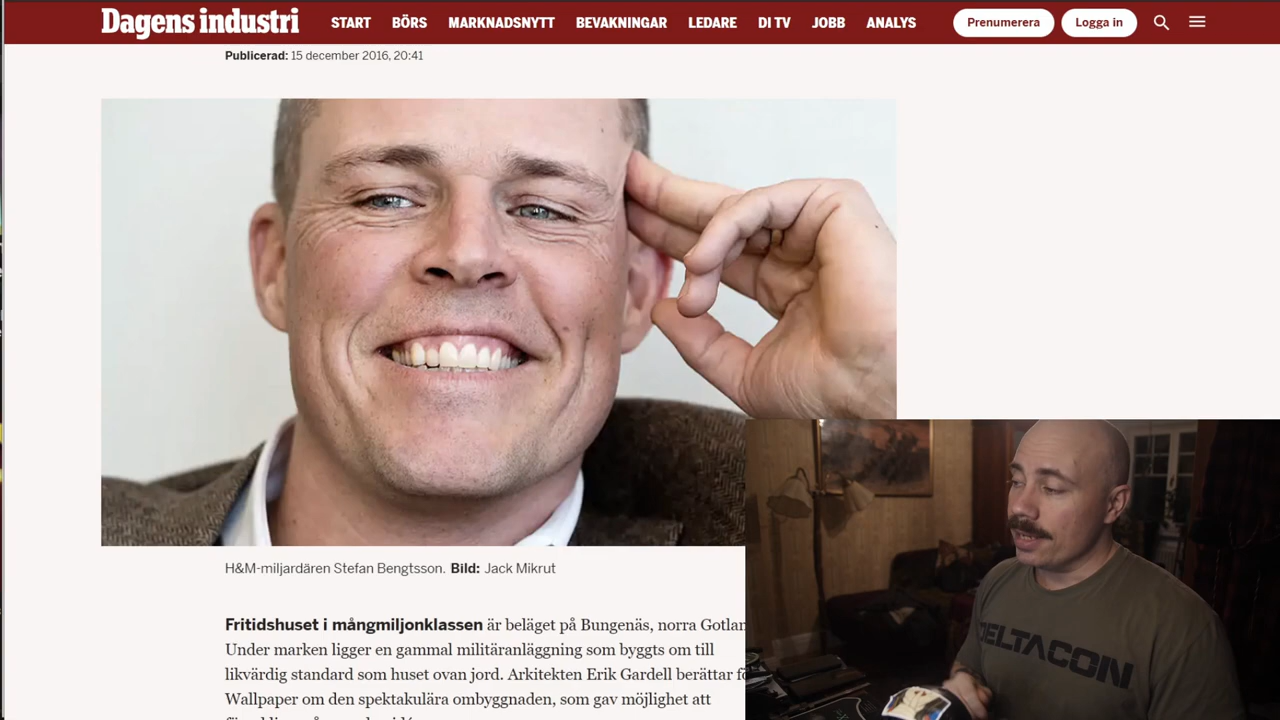 Dagens industri START BÖRS MARKNADSNYTT BEVAKNINGAR LEDARE DI TV JOBB ANALYS Prenumerera Logga in
Publicerad: 15 december 2016, 20:41
H&M-miljardären Stefan Bengtsson. Bild: Jack Mikrut
Fritidshuset i mångmiljonklassen är beläget på Bungenäs, norra
Under marken ligger en gammal militäranläggning som byggts om till
likvärdig standard som huset ovan jord. Arkitekten Erik Gardell berättar
Wallpaper om den spektakulära ombyggnaden, som gav möjlighet att
DELTACOIN